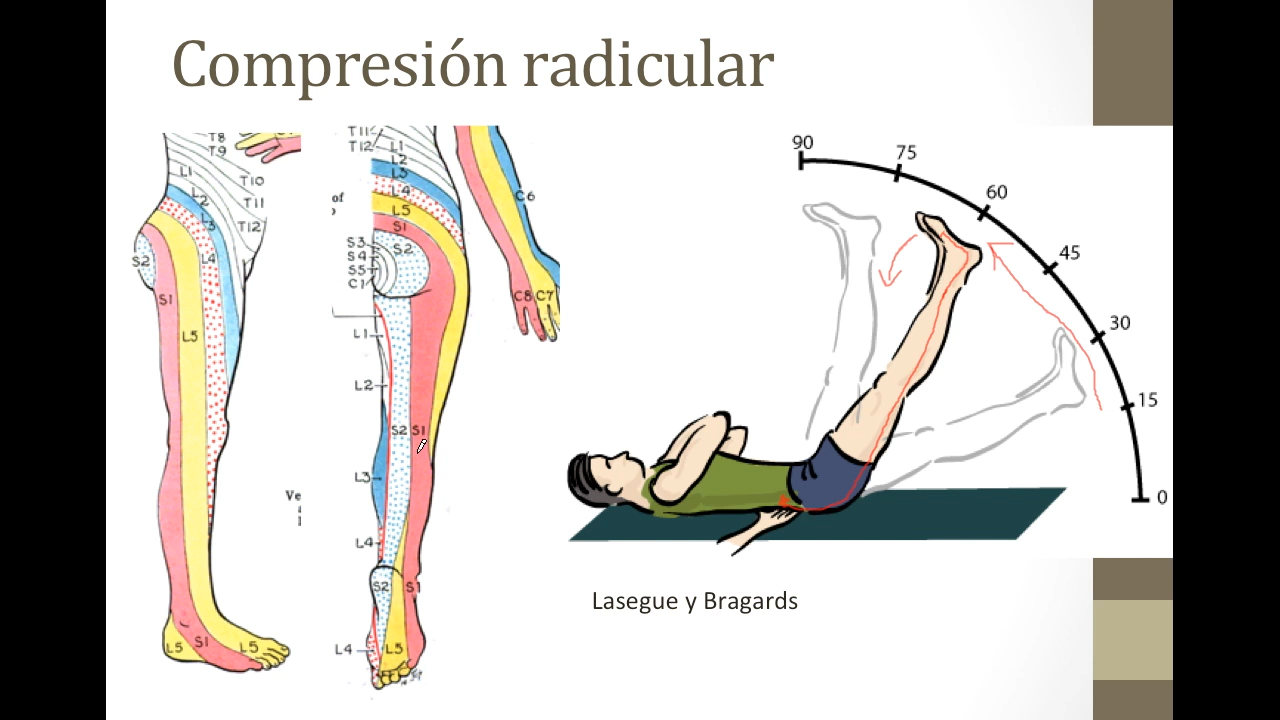 Compresión radicular
T8
T9
L1
T10
L2
T11
L3
T12
L4
S2
S1
L5
L5
S1
L5
Ve
of
T11
T12
L1
L2
L3
L4
L5
S1
S2
S3
S4
S5
C1
L1
L2
S2
S1
L3
L4
S2
S1
L4
L5
C6
C8
C7
90
75
60
45
30
15
0
Lasegue y Bragards